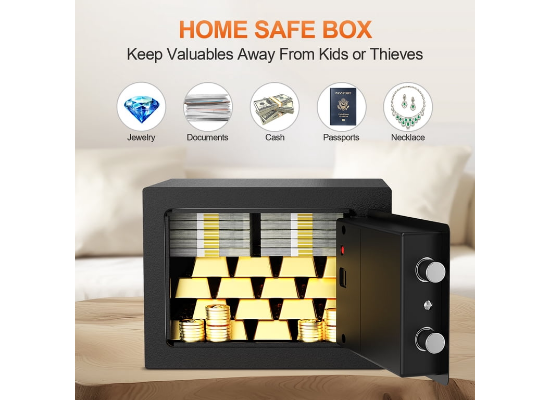 HOME SAFE BOX
Keep Valuables Away From Kids or Thieves
Jewelry
Documents
Cash
Passports
Necklace